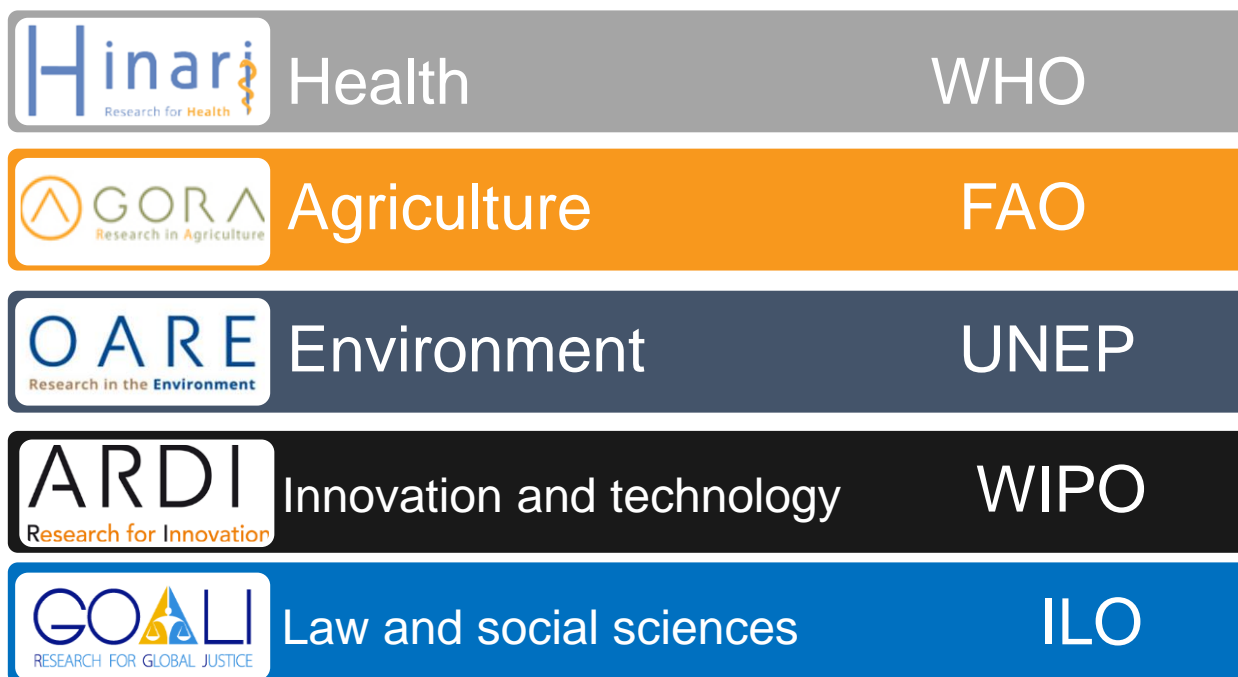 Hinari Health WHO
Research for Health
AGORA Agriculture FAO
Research in Agriculture
OARE Environment UNEP
Research in the Environment
ARDI Innovation and technology WIPO
Research for Innovation
GOALI Law and social sciences ILO
RESEARCH FOR GLOBAL JUSTICE